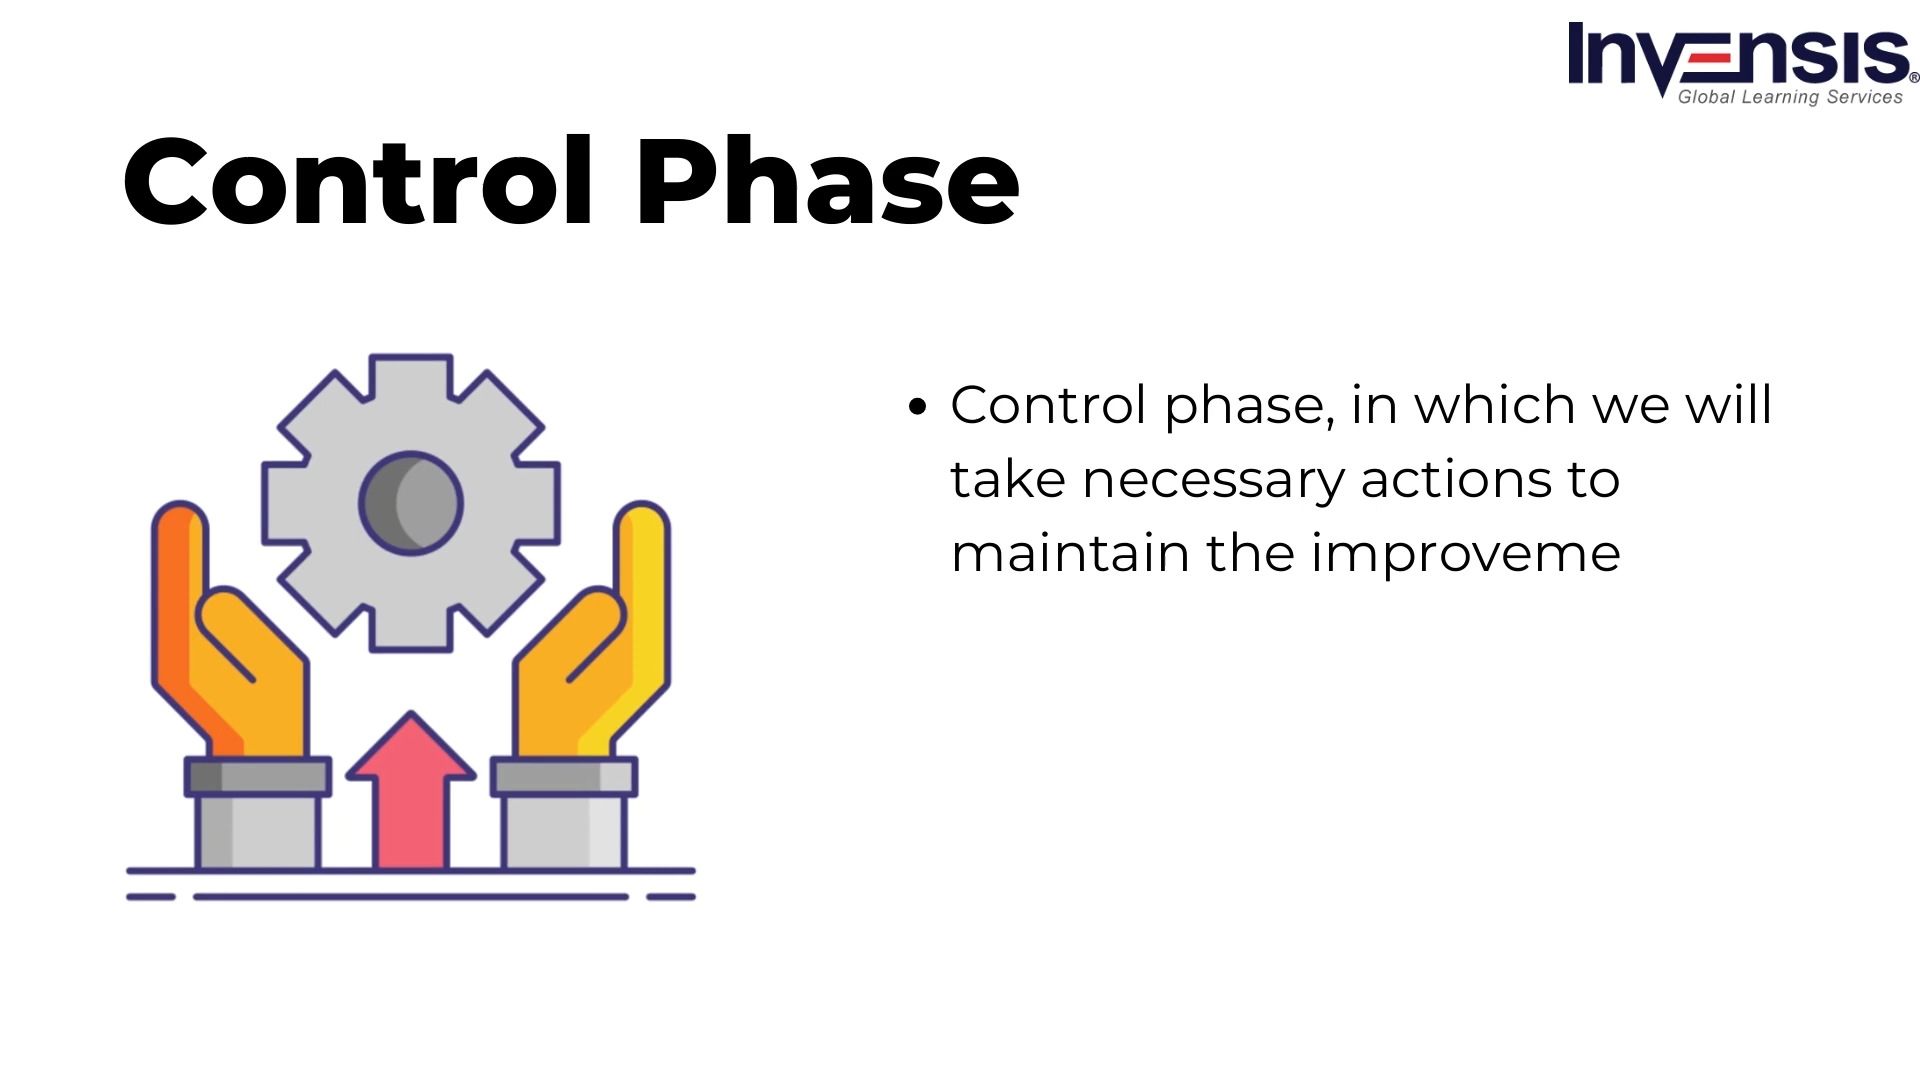 Invensis®
Global Learning Services
Control Phase
• Control phase, in which we will
take necessary actions to
maintain the improveme